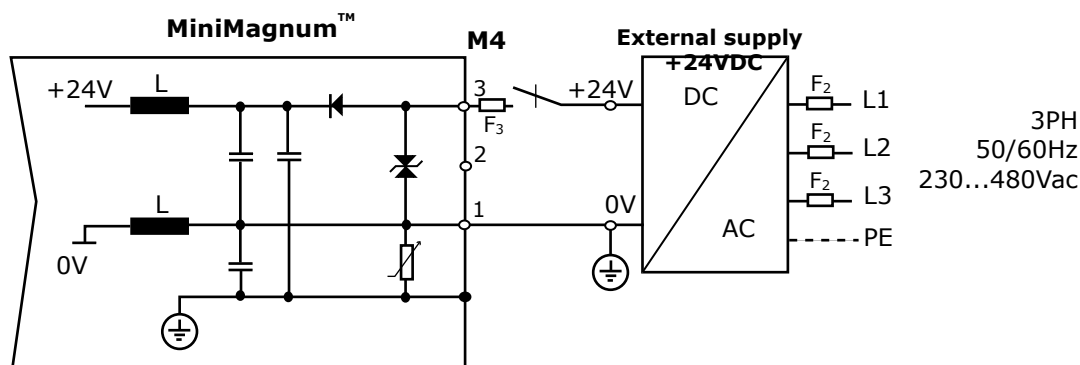 MiniMagnum™
M4
External supply
+24VDC
L
+24V
3
F₃
+24V
DC
F₂
L1
F₂
L2
F₂
L3
3PH
50/60Hz
230...480Vac
2
L
1
0V
0V
AC
PE